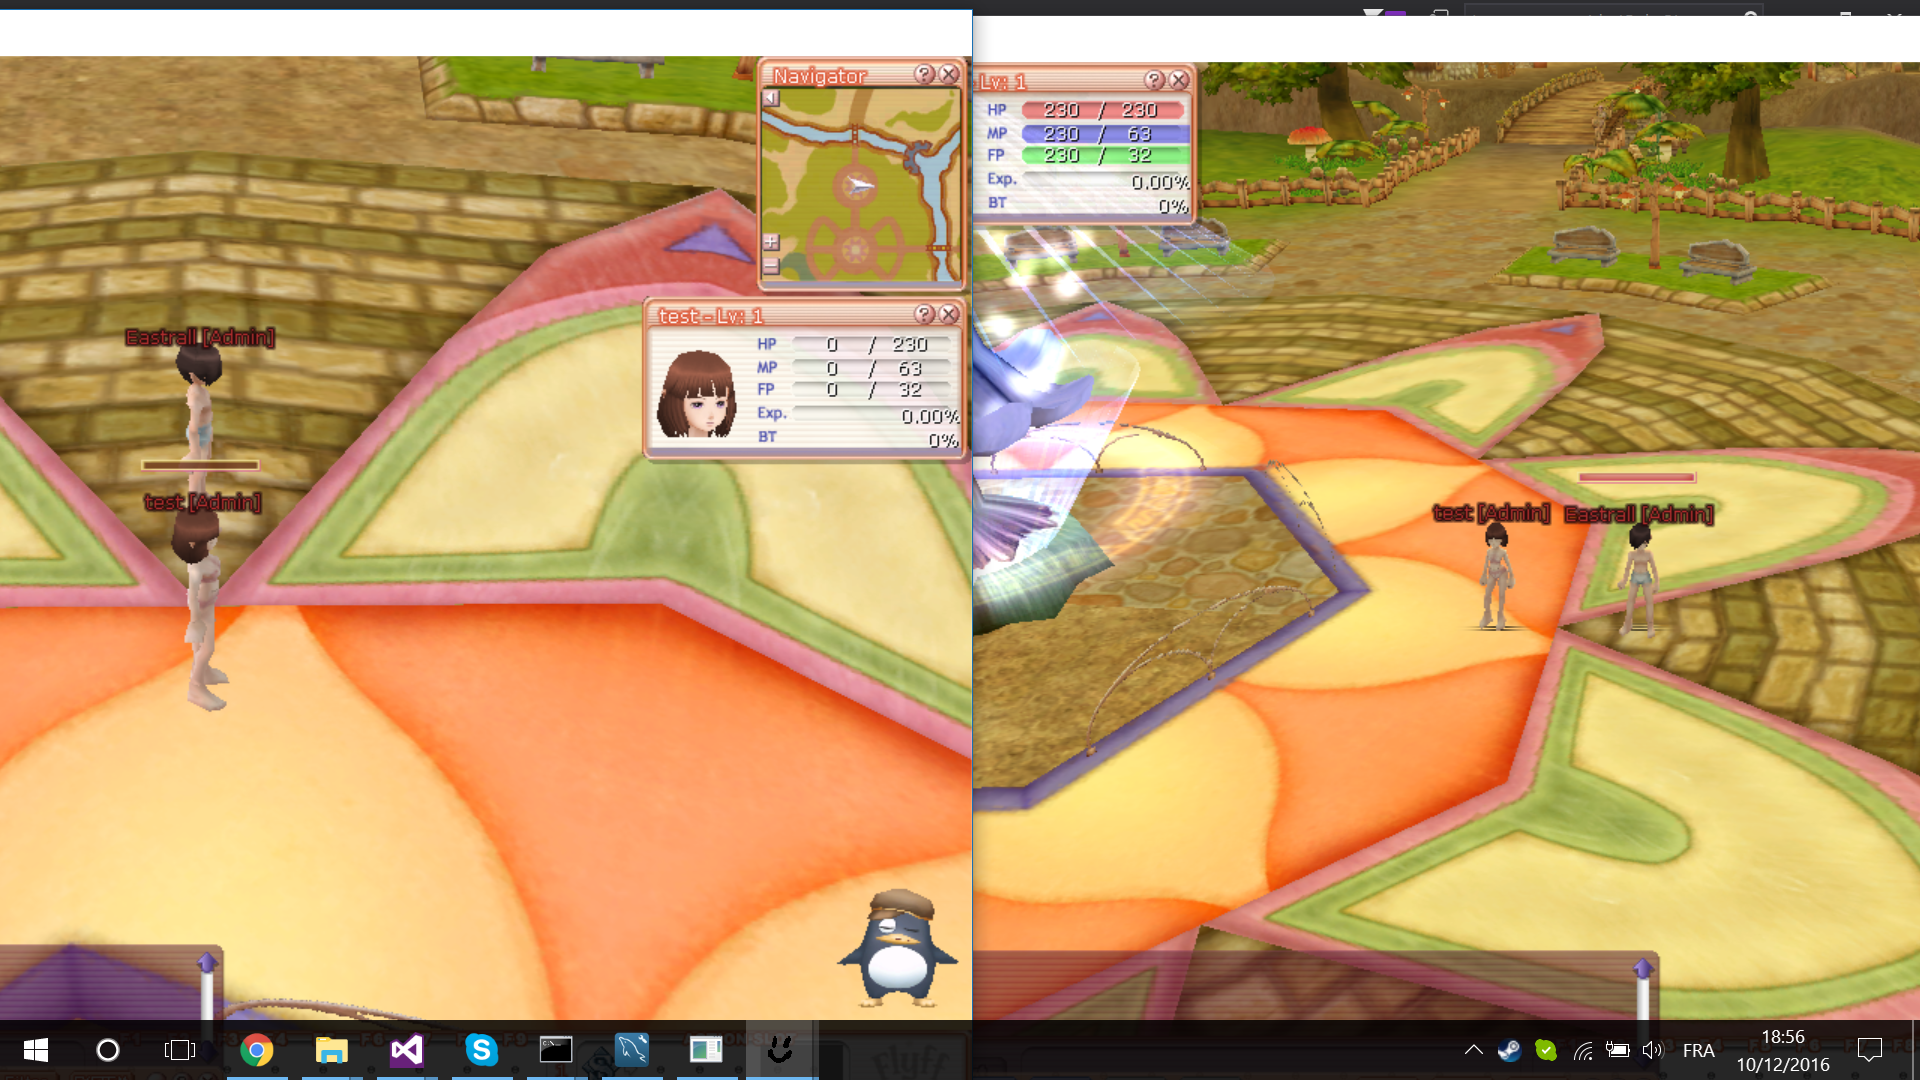 Navigator
Eastrall [Admin]
test [Admin]
test - Lv: 1
HP 0 / 230
MP 0 / 63
FP 0 / 32
Exp. 0.00%
BT 0%
- Lv: 1
HP 230 / 230
MP 230 / 63
FP 230 / 32
Exp. 0.00%
BT 0%
test [Admin] Eastrall [Admin]
Flyff
FRA
18:56
10/12/2016